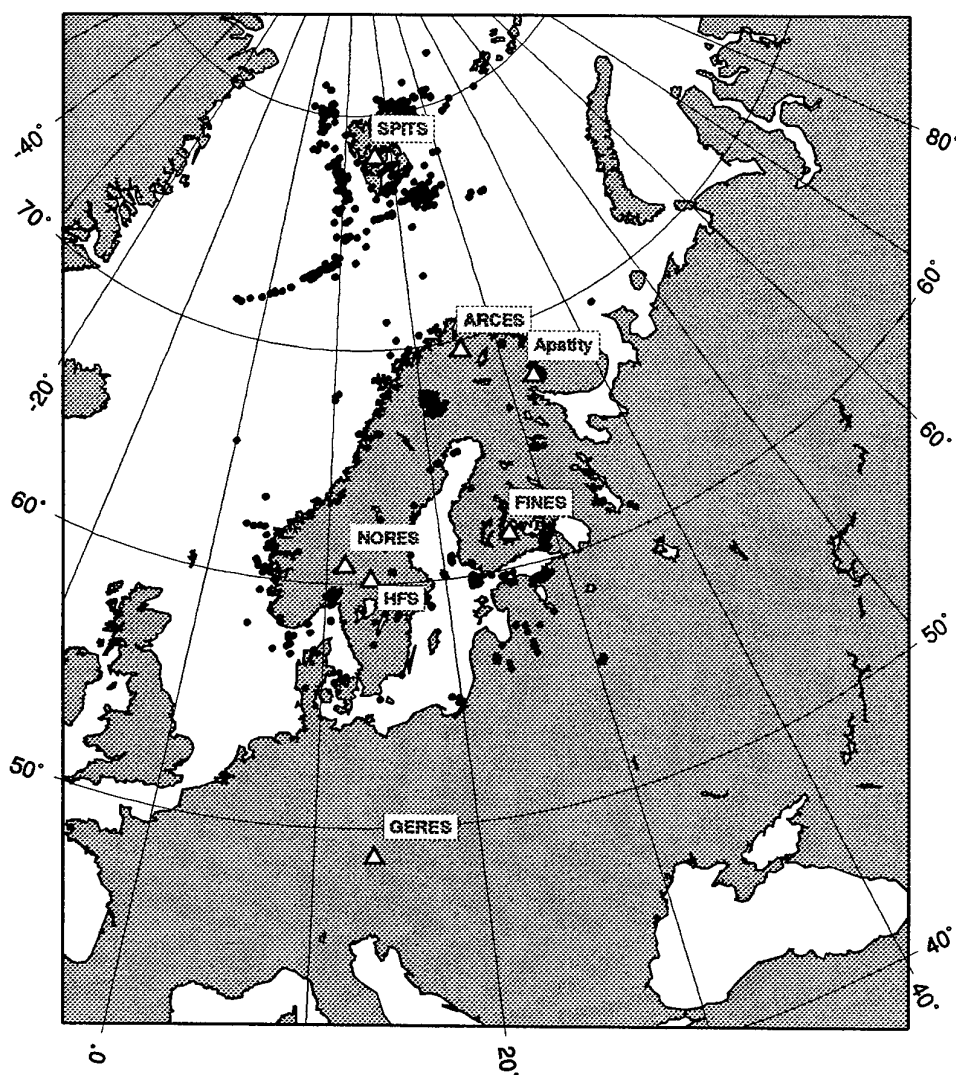 SPITS
-40°
80°
70°
60°
ARCES
Apatity
-20°
60°
60°
FINES
NORES
HFS
50°
50°
GERES
40°
40°
.0
20°